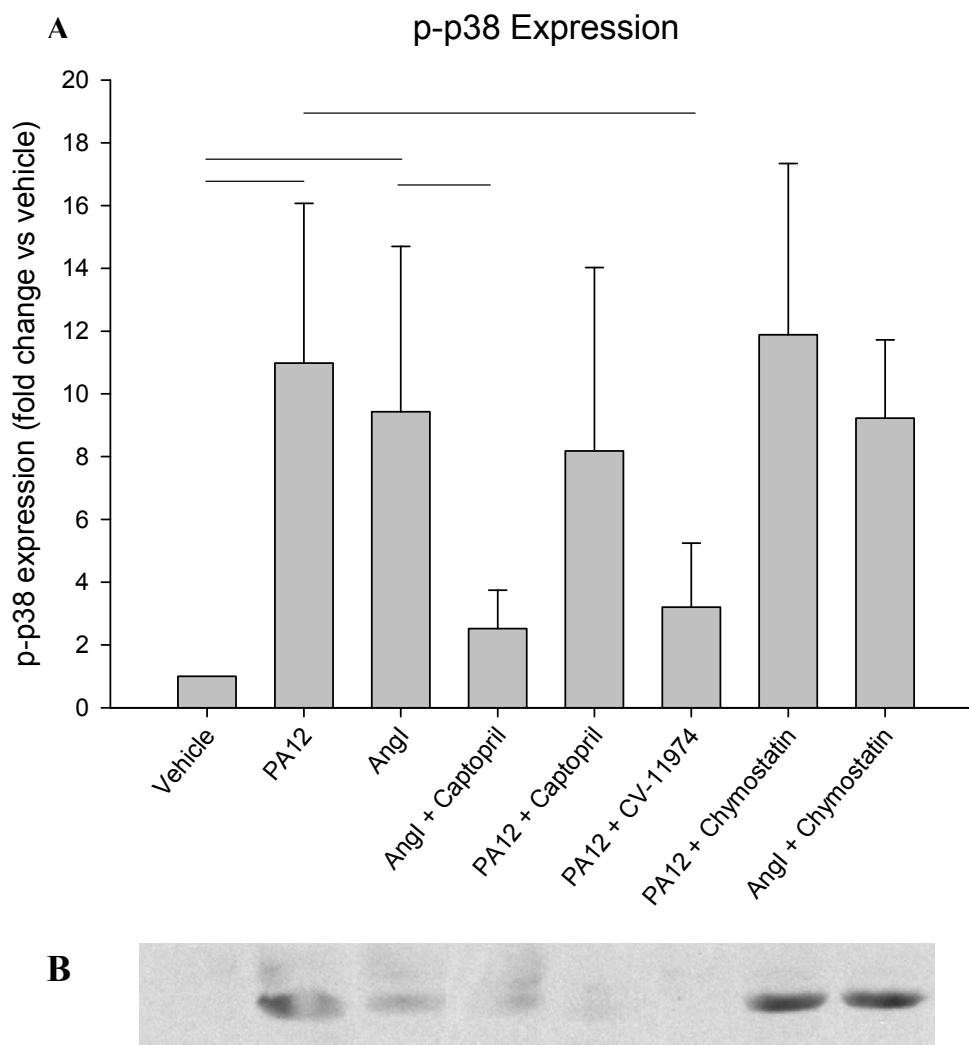 A
p-p38 Expression
p-p38 expression (fold change vs vehicle)
20
18
16
14
12
10
8
6
4
2
0
Vehicle
PA12
AngI
AngI + Captopril
PA12 + Captopril
PA12 + CV-11974
PA12 + Chymostatin
AngI + Chymostatin
B